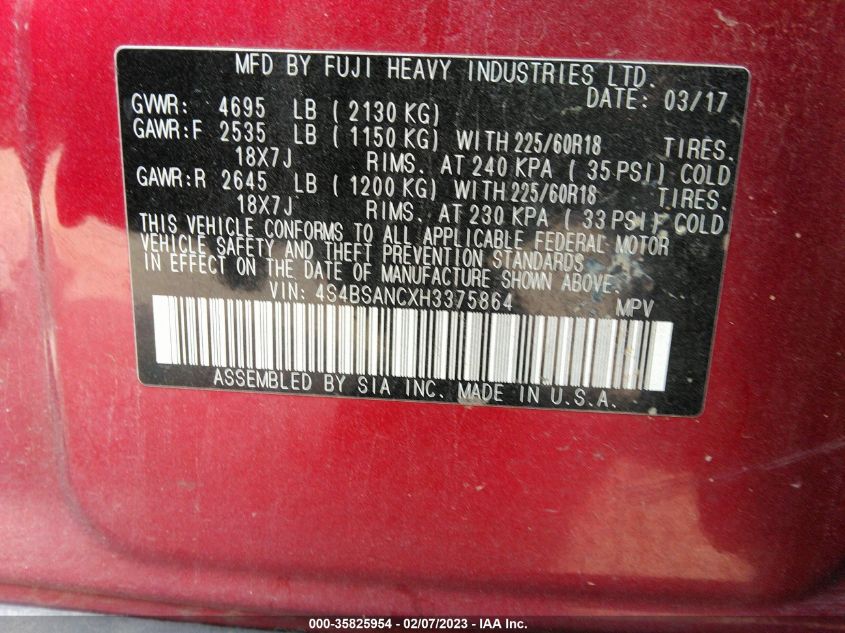 MFD BY FUJI HEAVY INDUSTRIES LTD.
DATE: 03/17
GVWR: 4695 LB ( 2130 KG)
GAWR:F 2535 LB ( 1150 KG) WITH 225/60R18 TIRES.
18X7J RIMS. AT 240 KPA ( 35 PSI) COLD
GAWR:R 2645 LB ( 1200 KG) WITH 225/60R18 TIRES.
18X7J RIMS. AT 230 KPA ( 33 PSI) COLD
THIS VEHICLE CONFORMS TO ALL APPLICABLE FEDERAL MOTOR
VEHICLE SAFETY AND THEFT PREVENTION STANDARDS
IN EFFECT ON THE DATE OF MANUFACTURE SHOWN ABOVE.
VIN: 4S4BSANCXH3375864 MPV
ASSEMBLED BY SIA INC. MADE IN U.S.A.
000-35825954 - 02/07/2023 - IAA Inc.